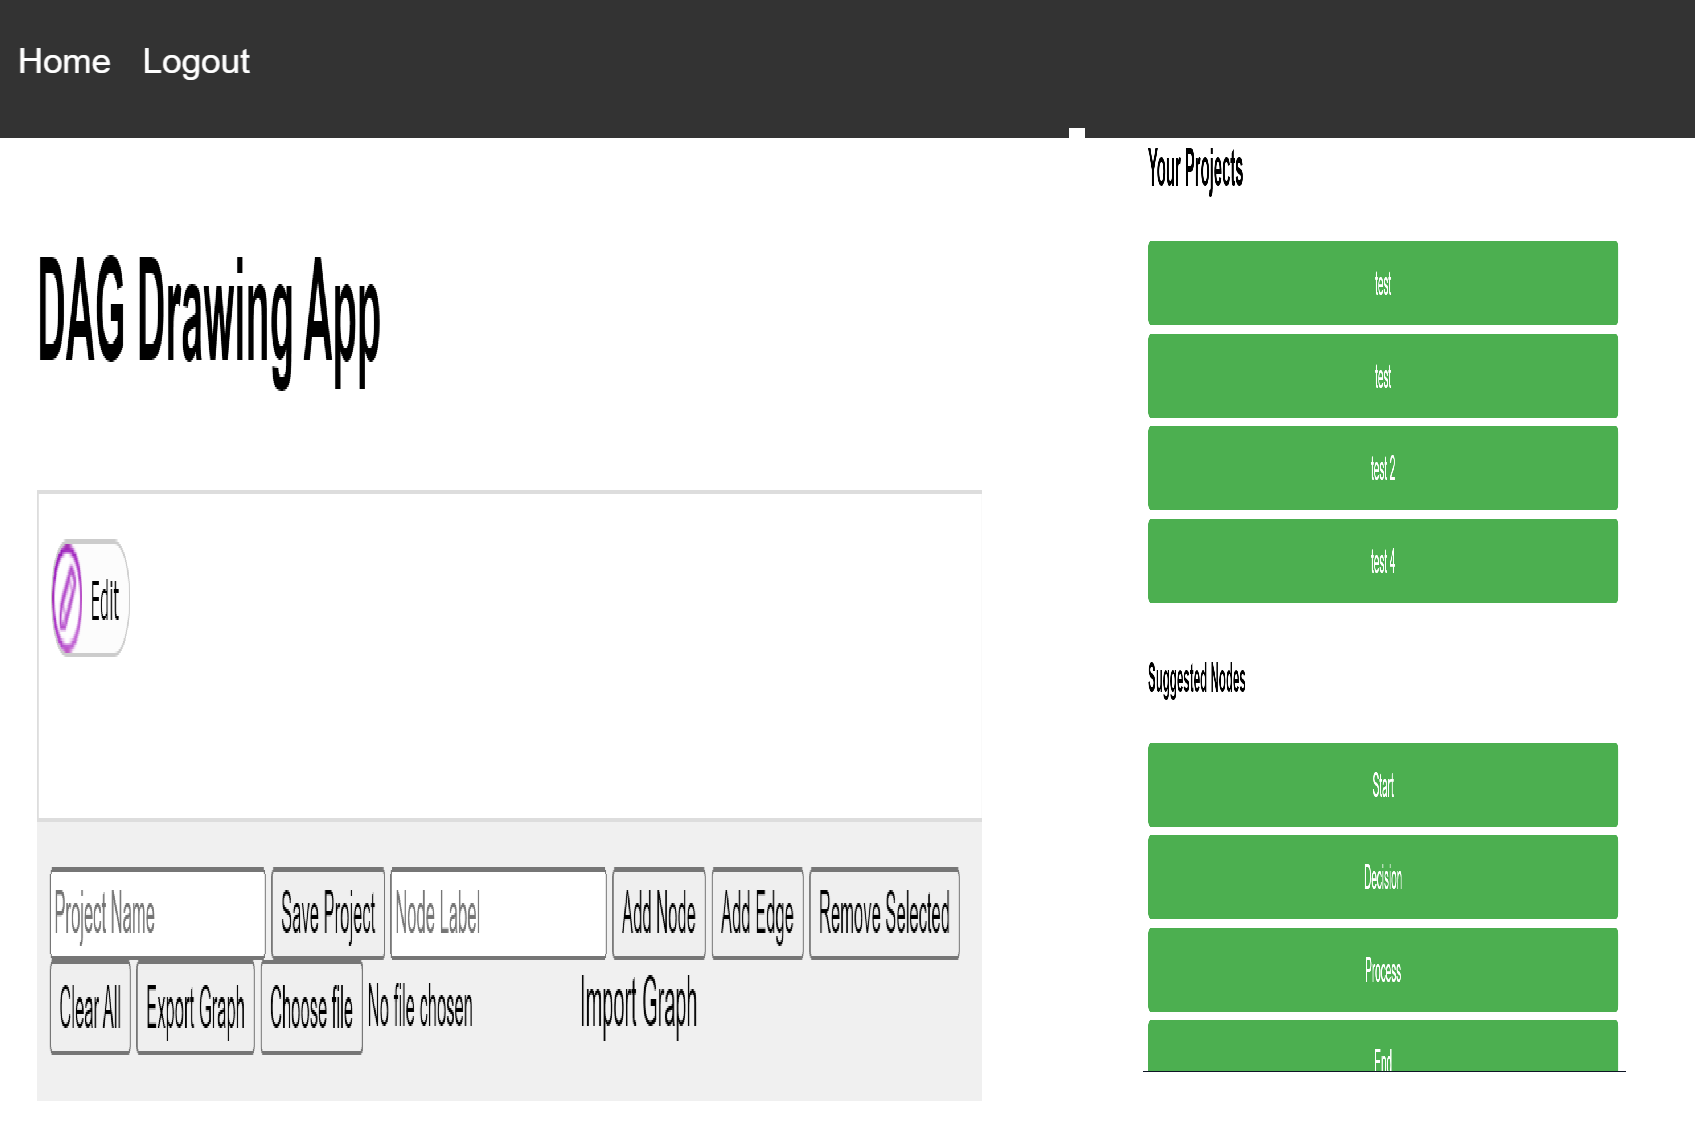 Home Logout
DAG Drawing App
Edit
Project Name Save Project Node Label Add Node Add Edge Remove Selected
Clear All Export Graph Choose file No file chosen Import Graph
Your Projects
test
test
test 2
test 4
Suggested Nodes
Start
Decision
Process
End